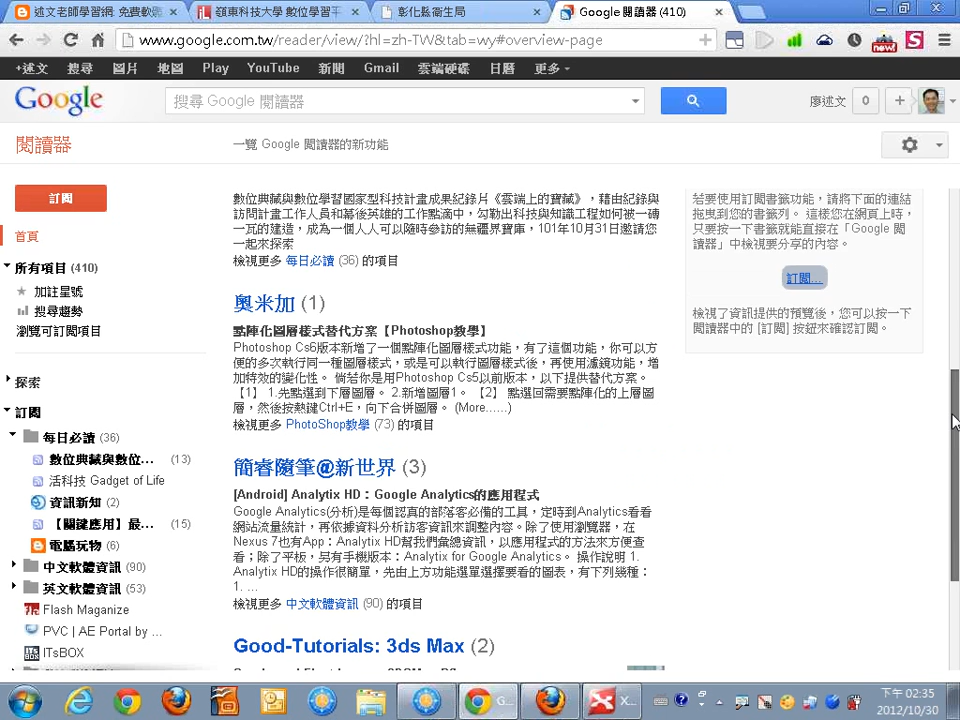 述文老師學習網: 免費軟
嶺東科技大學 數位學習平
彰化縣衛生局
Google 閱讀器 (410)
www.google.com.tw/reader/view/?hl=zh-TW&tab=wy#overview-page
+述文 搜尋 圖片 地圖 Play YouTube 新聞 Gmail 雲端硬碟 日曆 更多
Google
搜尋 Google 閱讀器
廖述文 0 +
閱讀器
一覽 Google 閱讀器的新功能
訂閱
首頁
所有項目 (410)
加註星號
搜尋趨勢
瀏覽可訂閱項目
探索
訂閱
每日必讀 (36)
數位典藏與數位... (13)
活科技 Gadget of Life
資訊新知 (2)
【關鍵應用】最... (15)
電腦玩物 (6)
中文軟體資訊 (90)
英文軟體資訊 (53)
Flash Maganize
PVC | AE Portal by ...
ITsBOX
數位典藏與數位學習國家型科技計畫成果紀錄片《雲端上的寶藏》，藉由紀錄與
訪問計畫工作人員和幕後英雄的工作點滴中，勾勒出科技與知識工程如何被一磚
一瓦的建造，成為一個人人可以隨時參訪的無疆界寶庫，101年10月31日邀請您
一起來探索
檢視更多 每日必讀 (36) 的項目
奧米加 (1)
點陣化圖層樣式替代方案【Photoshop教學】
Photoshop Cs6版本新增了一個點陣化圖層樣式功能，有了這個功能，你可以方
便的多次執行同一種圖層樣式，或是可以執行圖層樣式後，再使用濾鏡功能，增
加特效的變化性。 倘若你是用Photoshop Cs5以前版本，以下提供替代方案。
【1】 1.先點選到下層圖層。 2.新增圖層1。 【2】 點選回需要點陣化的上層圖
層，然後按熱鍵Ctrl+E，向下合併圖層。 (More……)
檢視更多 PhotoShop教學 (73) 的項目
簡睿隨筆@新世界 (3)
[Android] Analytix HD：Google Analytics的應用程式
Google Analytics(分析)是每個認真的部落客必備的工具，定時到Analytics看看
網站流量統計，再依據資料分析訪客資訊來調整內容。除了使用瀏覽器，在
Nexus 7也有App：Analytix HD幫我們彙總資訊，以應用程式的方法來方便查
看；除了平板，另有手機版本：Analytix for Google Analytics。 操作說明 1.
Analytix HD的操作很簡單，先由上方功能選單選擇要看的圖表，有下列幾種：
1. ...
檢視更多 中文軟體資訊 (90) 的項目
Good-Tutorials: 3ds Max (2)
若要使用訂閱書籤功能，請將下面的連結
拖曳到您的書籤列。 這樣您在網頁上時，
只要按一下書籤就能直接在「Google 閱
讀器」中檢視要分享的內容。
訂閱...
檢視了資訊提供的預覽後，您可以按一下
閱讀器中的 [訂閱] 按鈕來確認訂閱。
now!
G...
X...
下午 02:35
2012/10/30